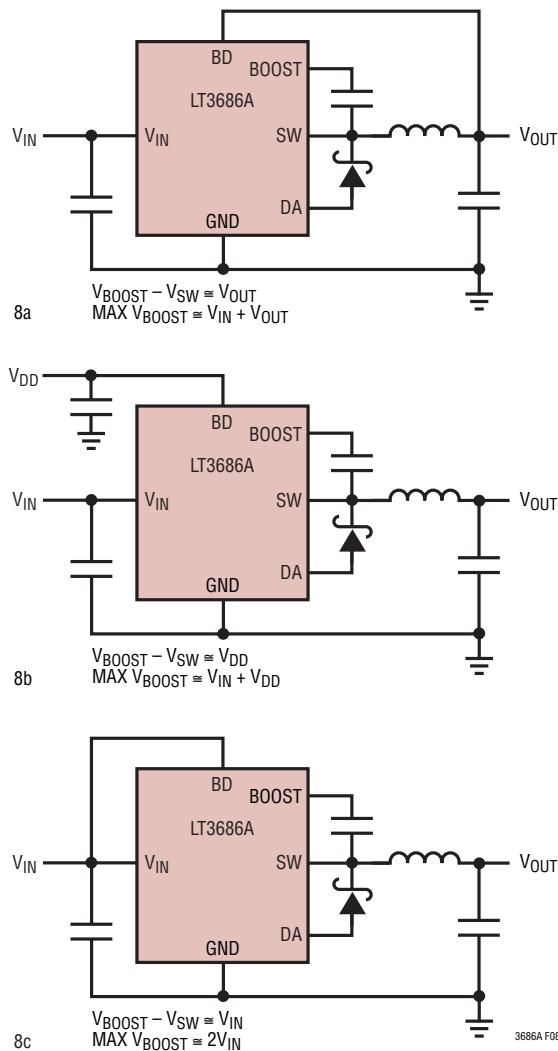 BD
BOOST
LT3686A
VIN
VIN
SW
VOUT
DA
GND
8a
VBOOST – VSW ≅ VOUT
MAX VBOOST ≅ VIN + VOUT
VDD
BD
BOOST
LT3686A
VIN
VIN
SW
VOUT
DA
GND
8b
VBOOST – VSW ≅ VDD
MAX VBOOST ≅ VIN + VDD
BD
BOOST
LT3686A
VIN
VIN
SW
VOUT
DA
GND
8c
VBOOST – VSW ≅ VIN
MAX VBOOST ≅ 2VIN
3686A F08